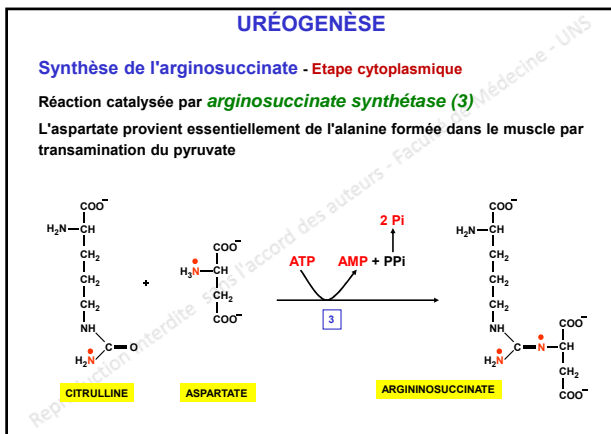 URÉOGENÈSE
Synthèse de l'arginosuccinate - Etape cytoplasmique
Réaction catalysée par arginosuccinate synthétase (3)
L'aspartate provient essentiellement de l'alanine formée dans le muscle par
transamination du pyruvate
Reproduction interdite sans l'accord des auteurs - Faculté de Médecine - UNS
COO–
H₂N–CH
CH₂
CH₂
CH₂
NH
C=O
H₂N
CITRULLINE
+
COO–
H₃N–CH
CH₂
COO–
ASPARTATE
2 Pi
ATP AMP + PPi
3
COO–
H₂N–CH
CH₂
CH₂
CH₂
NH
C=N–CH
H₂N
COO–
CH₂
COO–
ARGININOSUCCINATE